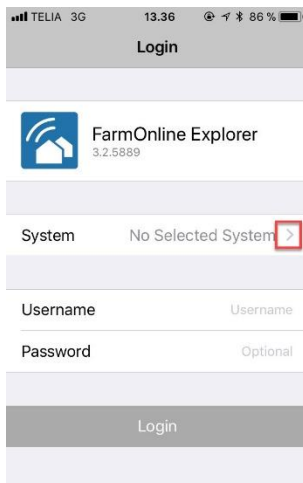 TELIA 3G 13.36 86 %
Login
FarmOnline Explorer
3.2.5889
System No Selected System
Username Username
Password Optional
Login